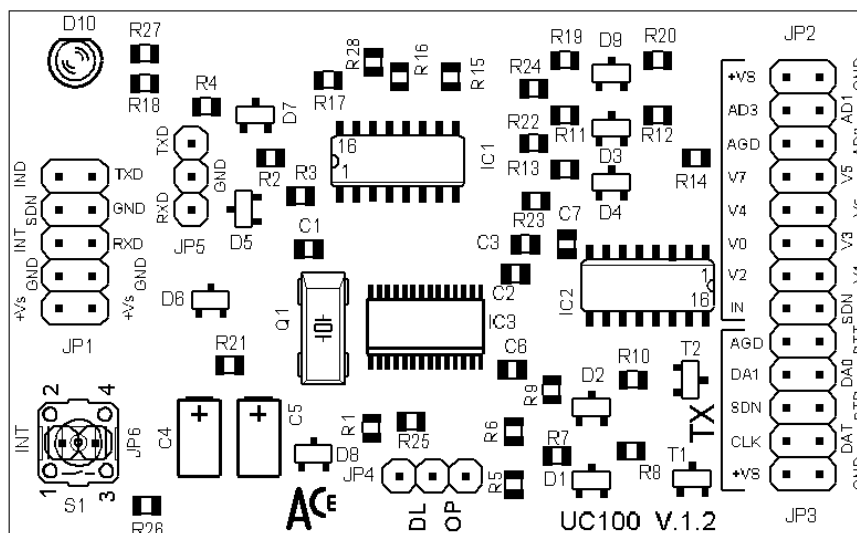 D10
R27
R18
R4
D7
R17
R28
R16
R15
R19
D9
R20
R24
R22
R11
R12
R13
D3
R14
D4
R23
C7
JP2
+VS
GND
AD3
AD1
AGD
V7
V5
V4
V0
V3
V2
IN
SDN
1
16
IC2
16
1
IC1
TXD
GND
RXD
JP5
R2
R3
D5
C1
C3
C2
IND
TXD
SDN
GND
INT
RXD
GND
GND
+Vs
+Vs
JP1
D6
R21
Q1
IC3
C6
R9
D2
R10
T2
TX
AGD
DA0
DA1
SDN
CLK
DAT
+VS
GND
JP3
2
4
INT
JP6
1
3
S1
R26
C4
+
+
C5
D8
R1
R25
R6
R5
R7
D1
R8
T1
JP4
DL
OP
ACE
UC100 V.1.2